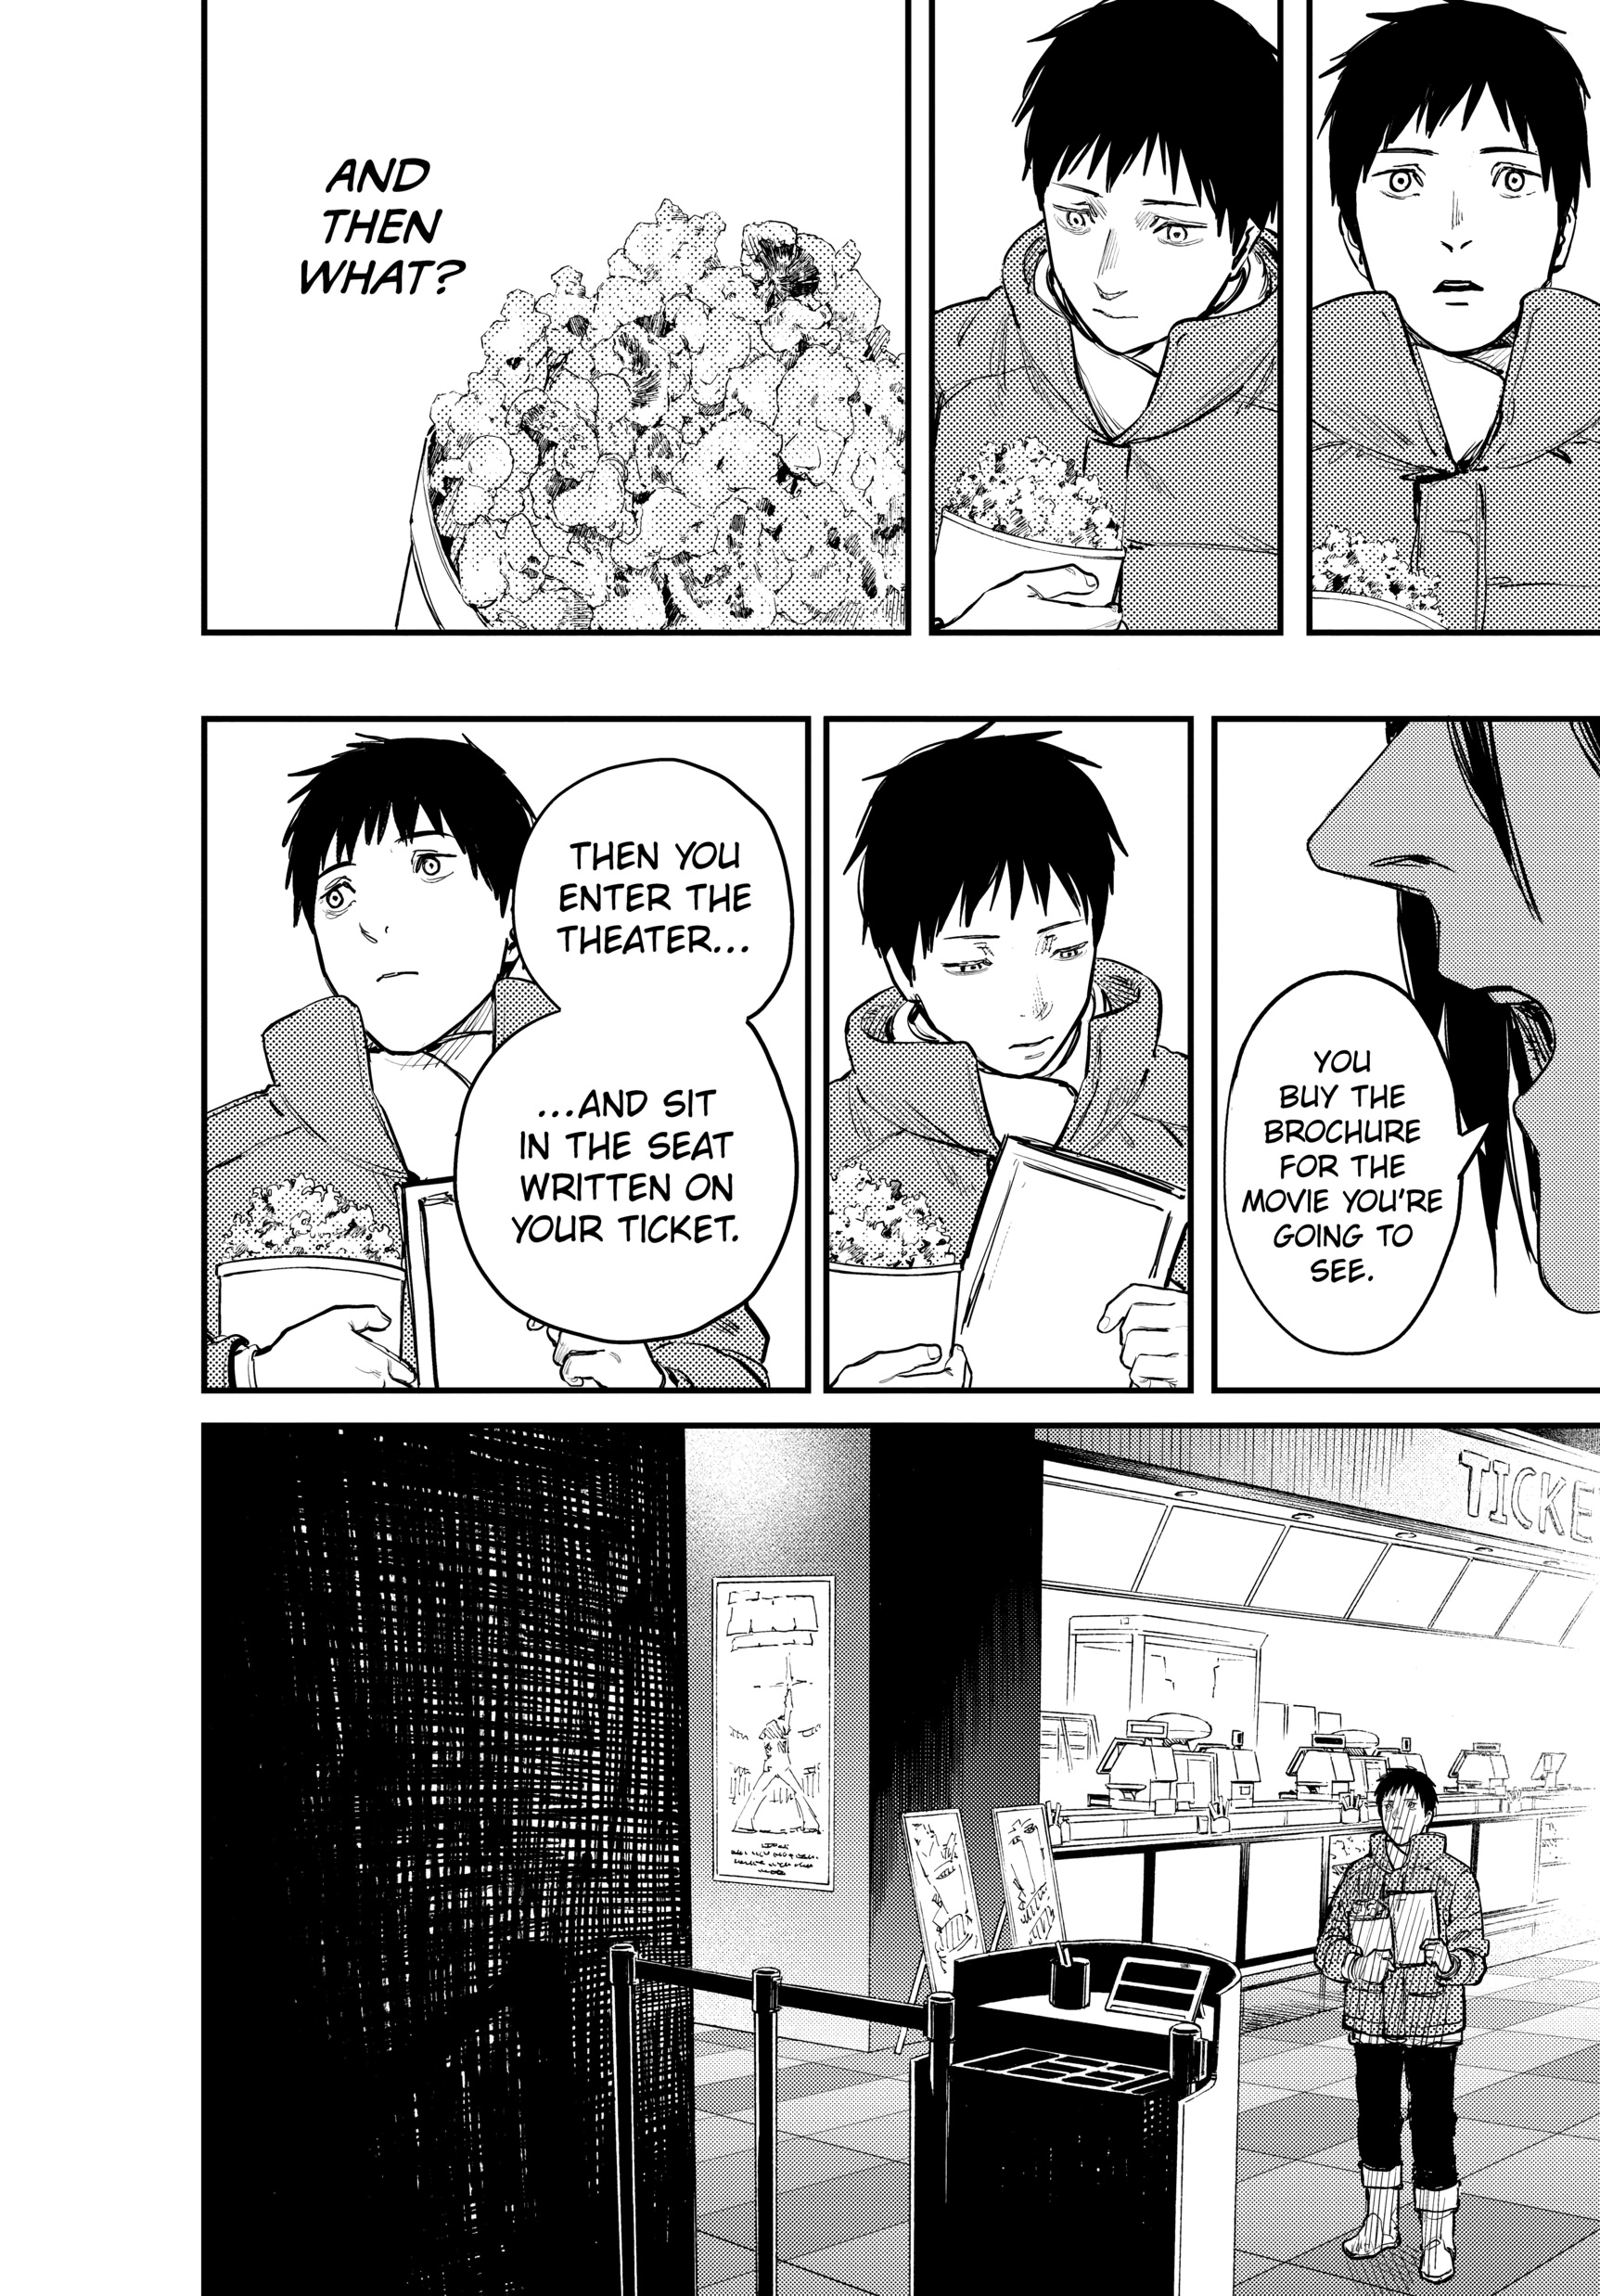 AND
THEN
WHAT?
YOU
BUY THE
BROCHURE
FOR THE
MOVIE YOU'RE
GOING TO
SEE.
THEN YOU
ENTER THE
THEATER...
...AND SIT
IN THE SEAT
WRITTEN ON
YOUR TICKET.